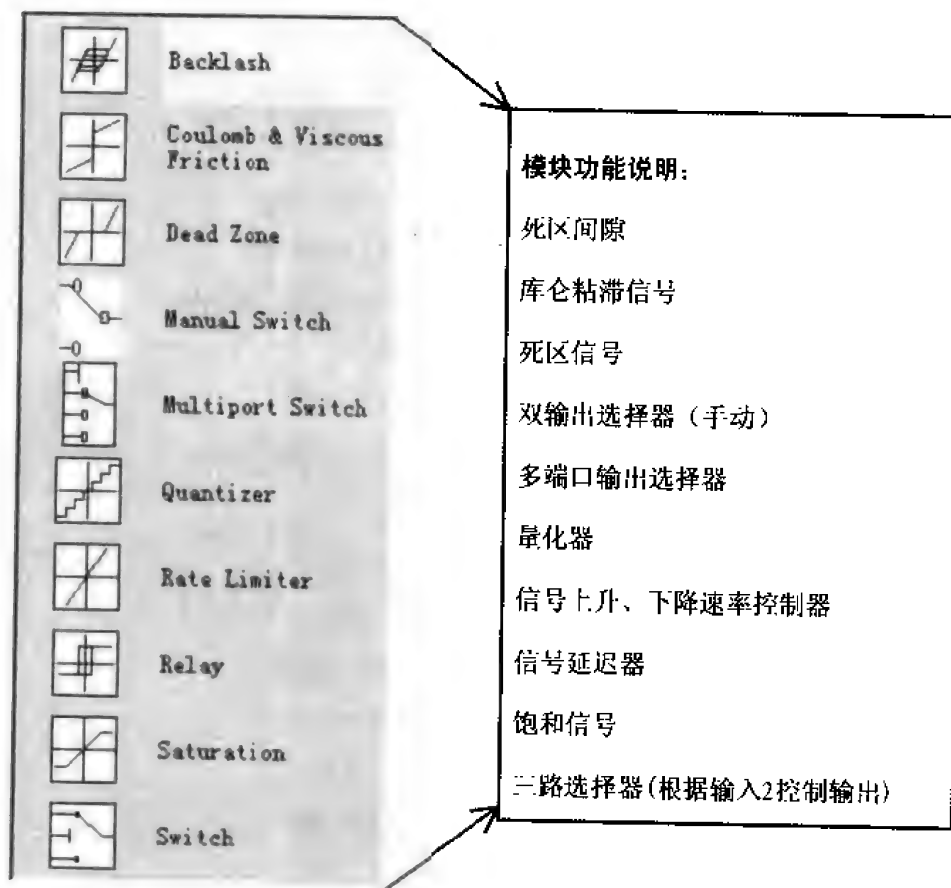 Backlash
Coulomb & Viscous
Friction
Dead Zone
Manual Switch
Multiport Switch
Quantizer
Rate Limiter
Relay
Saturation
Switch
模块功能说明：
死区间隙
库仑粘滞信号
死区信号
双输出选择器（手动）
多端口输出选择器
量化器
信号上升、下降速率控制器
信号延迟器
饱和信号
三路选择器(根据输入2控制输出)